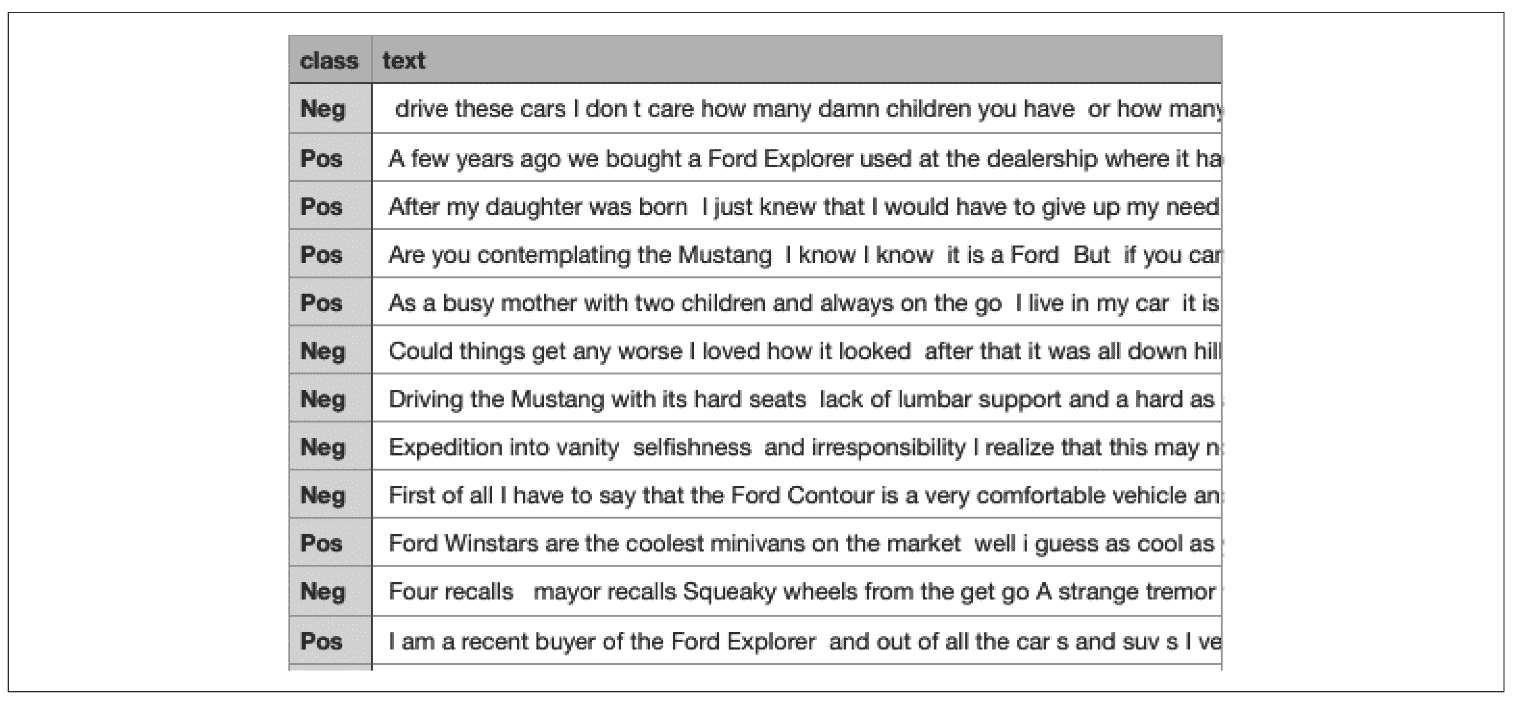 class text
Neg drive these cars I don t care how many damn children you have or how many
Pos A few years ago we bought a Ford Explorer used at the dealership where it ha
Pos After my daughter was born I just knew that I would have to give up my need
Pos Are you contemplating the Mustang I know I know it is a Ford But if you can
Pos As a busy mother with two children and always on the go I live in my car it is
Neg Could things get any worse I loved how it looked after that it was all down hill
Neg Driving the Mustang with its hard seats lack of lumbar support and a hard as
Neg Expedition into vanity selfishness and irresponsibility I realize that this may
Neg First of all I have to say that the Ford Contour is a very comfortable vehicle
Pos Ford Winstars are the coolest minivans on the market well i guess as cool as
Neg Four recalls mayor recalls Squeaky wheels from the get go A strange tremor
Pos I am a recent buyer of the Ford Explorer and out of all the car s and suv s I ve